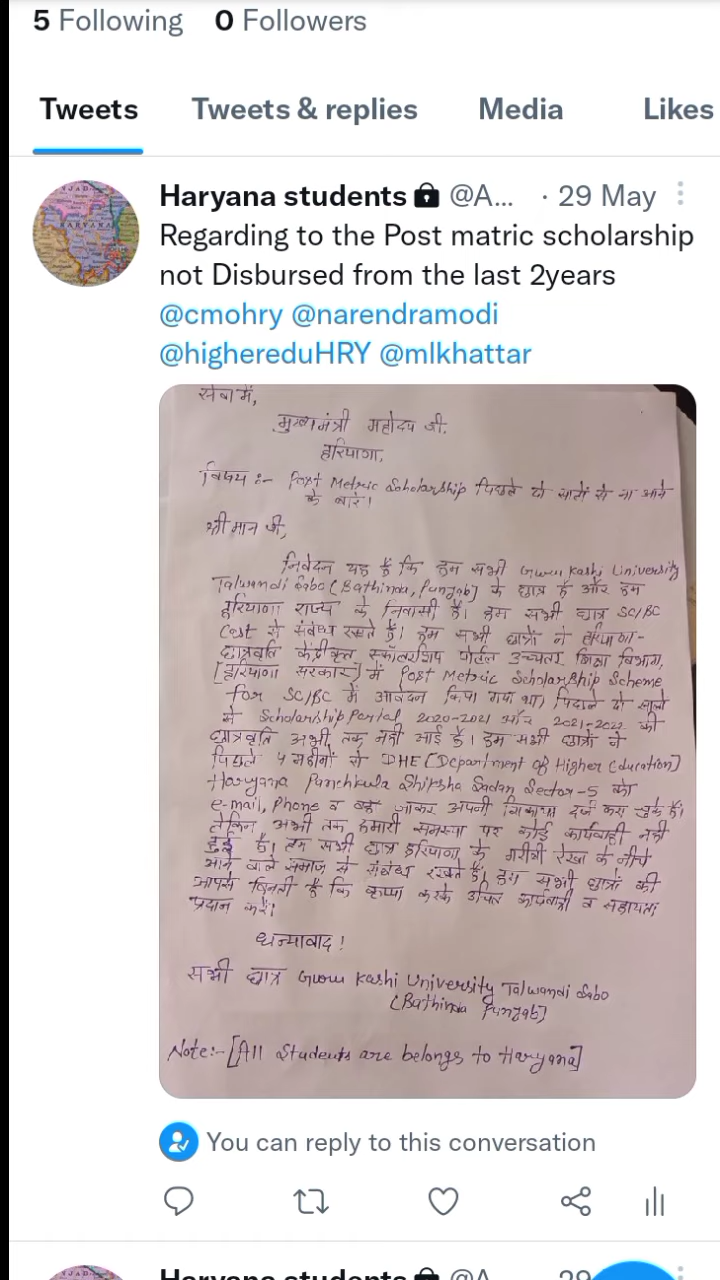 5 Following 0 Followers
Tweets Tweets & replies Media Likes
Haryana students @A... · 29 May
Regarding to the Post matric scholarship
not Disbursed from the last 2years
@cmohry @narendramodi
@highereduHRY @mlkhattar
सेवा में,
मुख्यमंत्री महोदय जी,
हरियाणा,
विषय :- Post Metric Scholarship पिछले दो सालों से ना आने
के बारे।
श्री मान जी,
निवेदन यह है कि हम सभी Guru Kashi University
Talwandi Sabo (Bathinda, Punjab) के छात्र हैं और हम
हरियाणा राज्य के निवासी हैं। हम सभी छात्र SC/BC
Cast से संबंध रखते हैं। हम सभी छात्रों ने हरियाणा-
छात्रवृति केंद्रीकृत स्कॉलरशिप पोर्टल उच्चतर शिक्षा विभाग,
[हरियाणा सरकार] में Post Metric Scholarship Scheme
for SC/BC में आवेदन किया गया था, पिछले दो सालों
से Scholarship Portal 2020-2021 और 2021-2022 की
छात्रवृति अभी तक नहीं आई है। हम सभी छात्रों ने
पिछले 4 महीनों से DHE [Department of Higher Education]
Haryana Panchkula Shiksha Sadan Sector-5 को
e-mail, Phone व वहाँ जाकर अपनी शिकायत दर्ज करा चुके हैं।
लेकिन अभी तक हमारी समस्या पर कोई कार्यवाही नहीं
हुई है। हम सभी छात्र हरियाणा के गरीबी रेखा के नीचे
आने वाले समाज से संबंध रखते हैं। हम सभी छात्रों की
आपसे विनती है कि कृप्या करके उचित कार्यवाही व सहायता
प्रदान करें।
धन्यावाद !
सभी छात्र Guru Kashi University Talwandi Sabo
(Bathinda Punjab]
Note:- [All Students are belongs to Haryana]
You can reply to this conversation
Haryana students @A 29